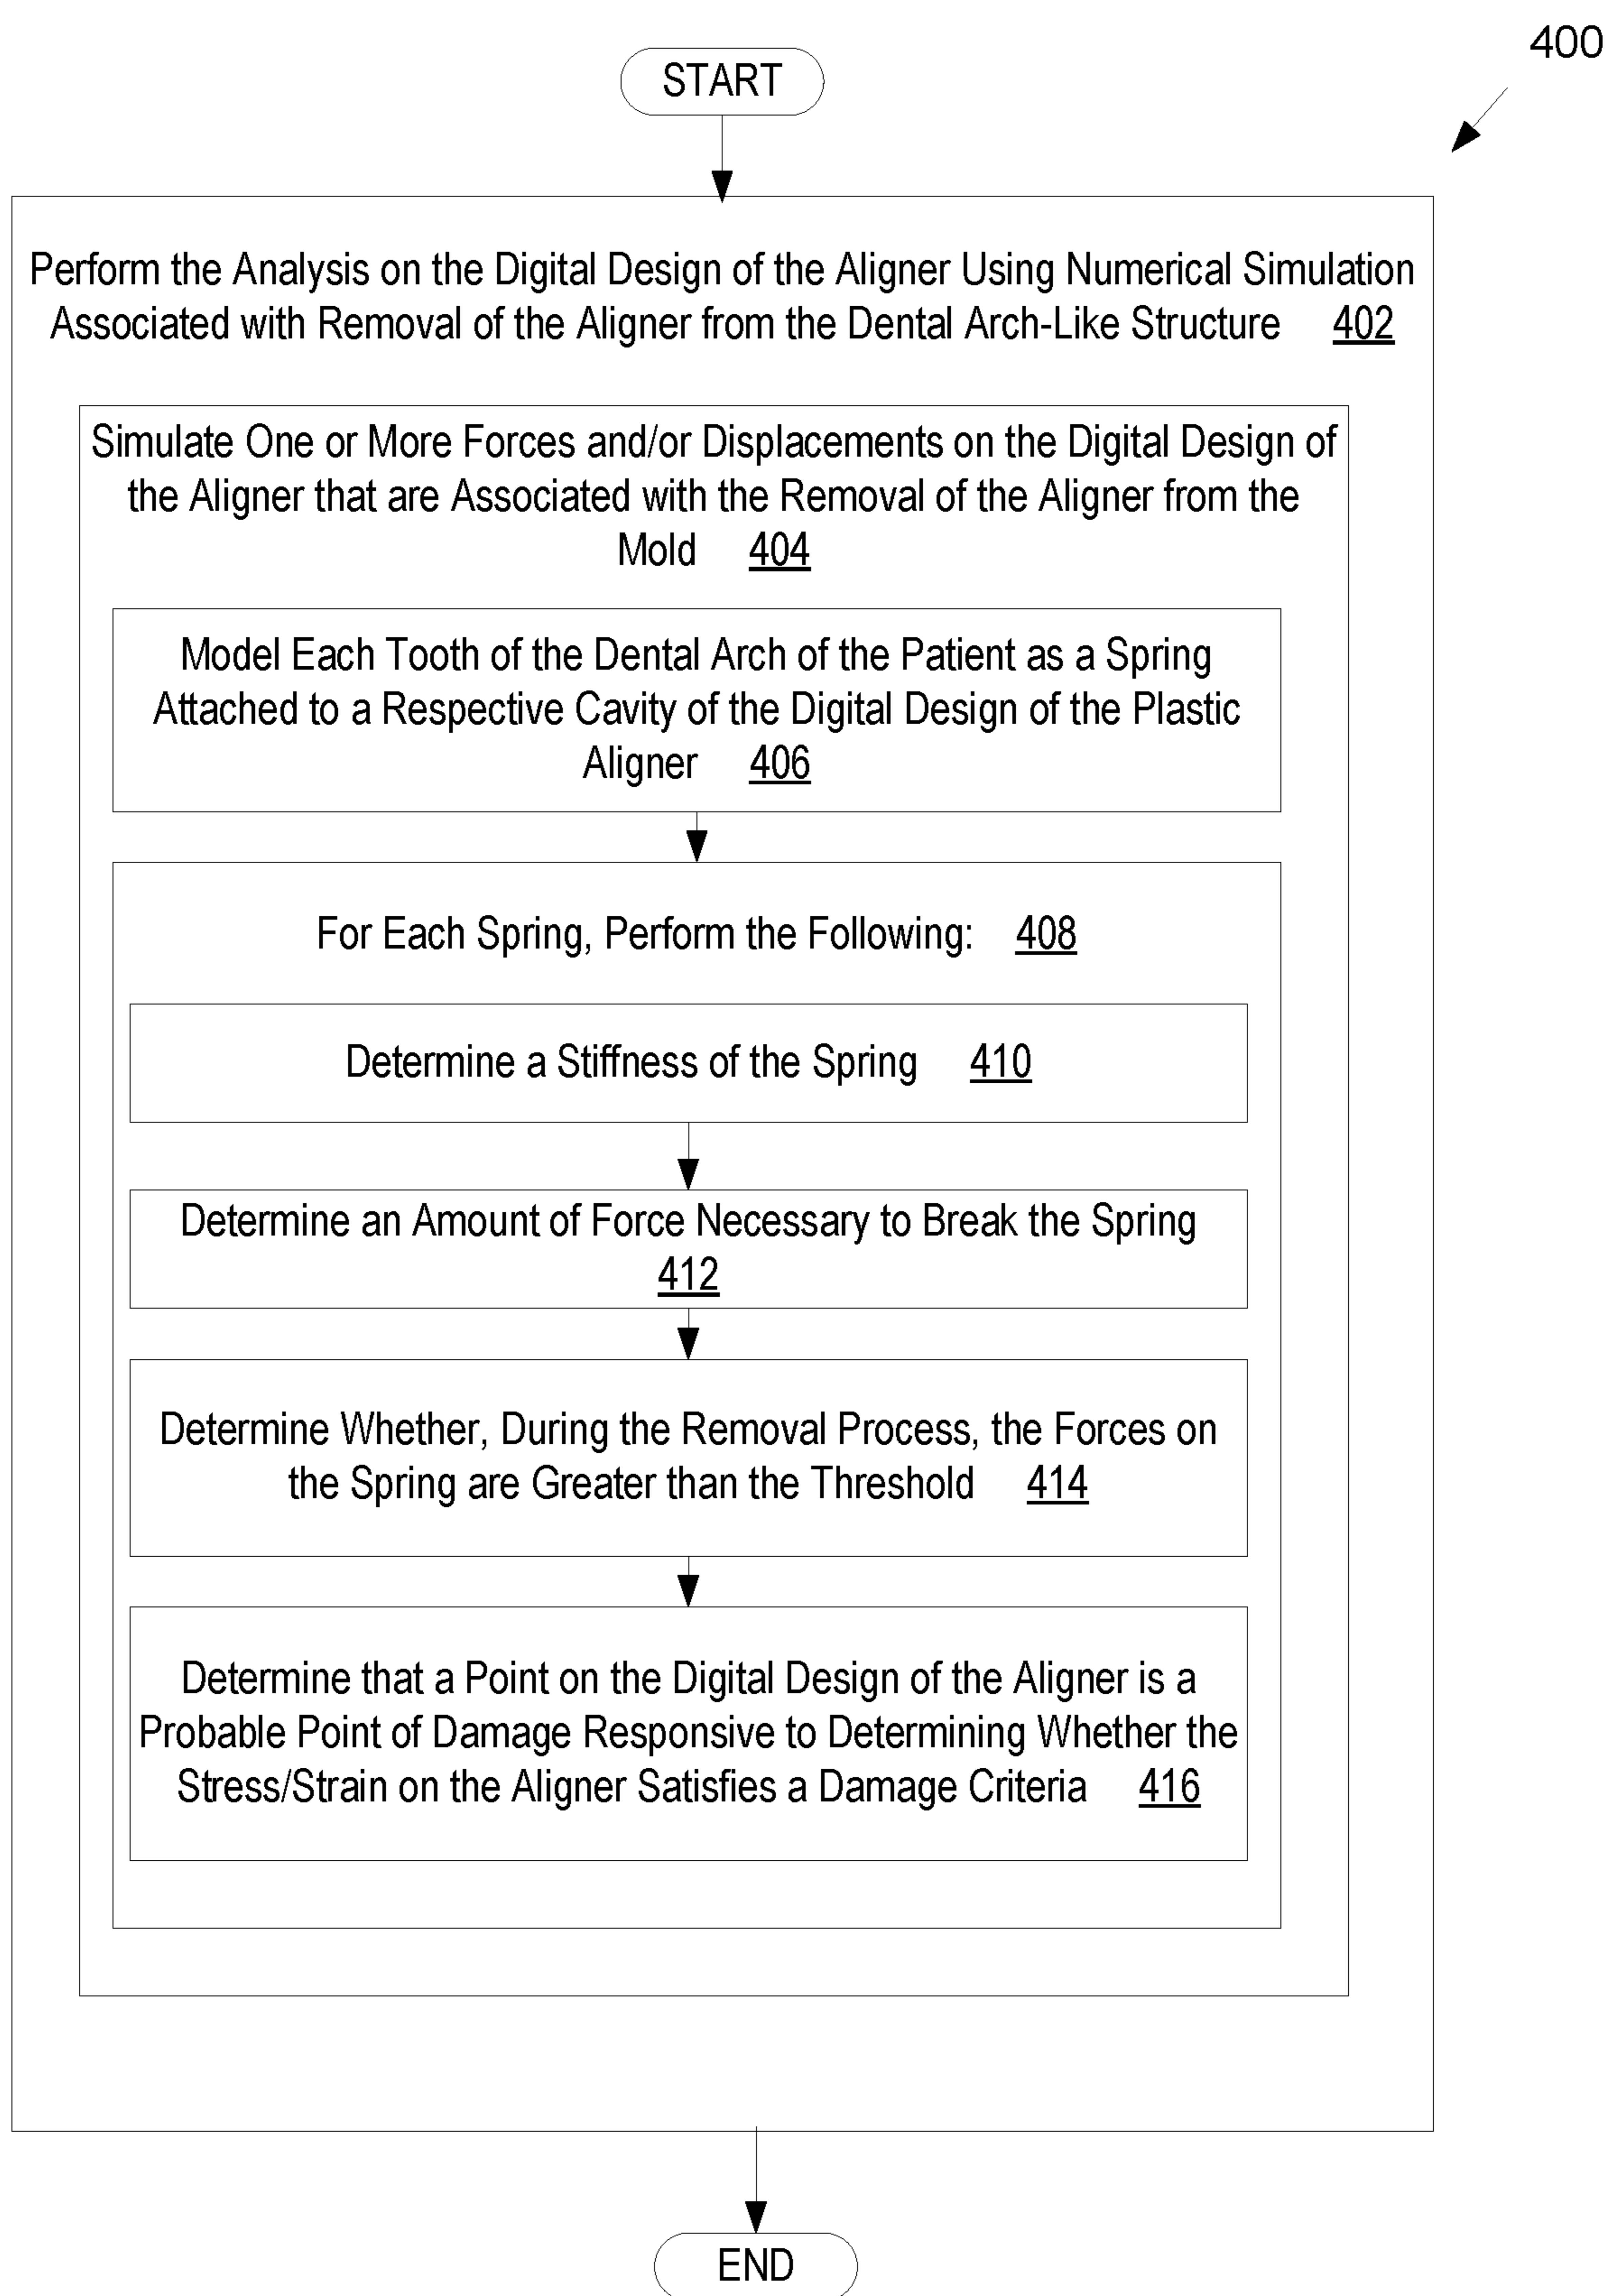 400
START
Perform the Analysis on the Digital Design of the Aligner Using Numerical Simulation
Associated with Removal of the Aligner from the Dental Arch-Like Structure 402
Simulate One or More Forces and/or Displacements on the Digital Design of
the Aligner that are Associated with the Removal of the Aligner from the
Mold 404
Model Each Tooth of the Dental Arch of the Patient as a Spring
Attached to a Respective Cavity of the Digital Design of the Plastic
Aligner 406
For Each Spring, Perform the Following: 408
Determine a Stiffness of the Spring 410
Determine an Amount of Force Necessary to Break the Spring
412
Determine Whether, During the Removal Process, the Forces on
the Spring are Greater than the Threshold 414
Determine that a Point on the Digital Design of the Aligner is a
Probable Point of Damage Responsive to Determining Whether the
Stress/Strain on the Aligner Satisfies a Damage Criteria 416
END